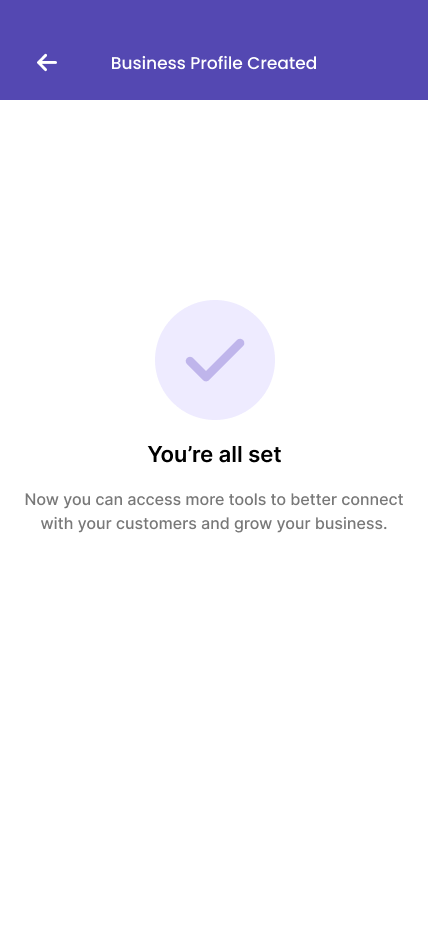 Business Profile Created
You’re all set
Now you can access more tools to better connect
with your customers and grow your business.